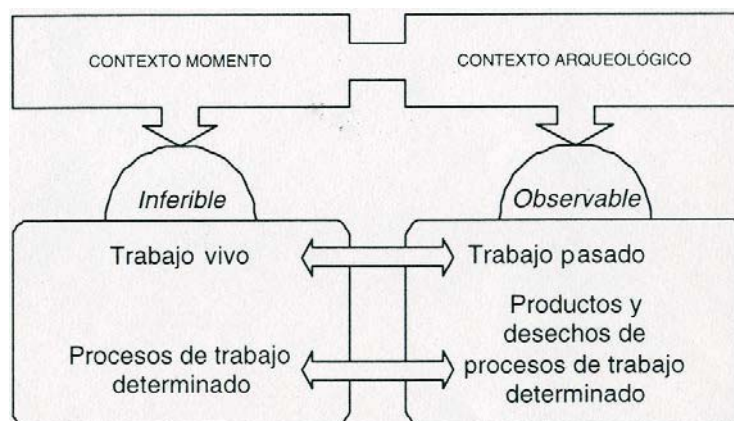 CONTEXTO MOMENTO
CONTEXTO ARQUEOLÓGICO
Inferible
Observable
Trabajo vivo
Trabajo pasado
Procesos de trabajo
determinado
Productos y
desechos de
procesos de trabajo
determinado